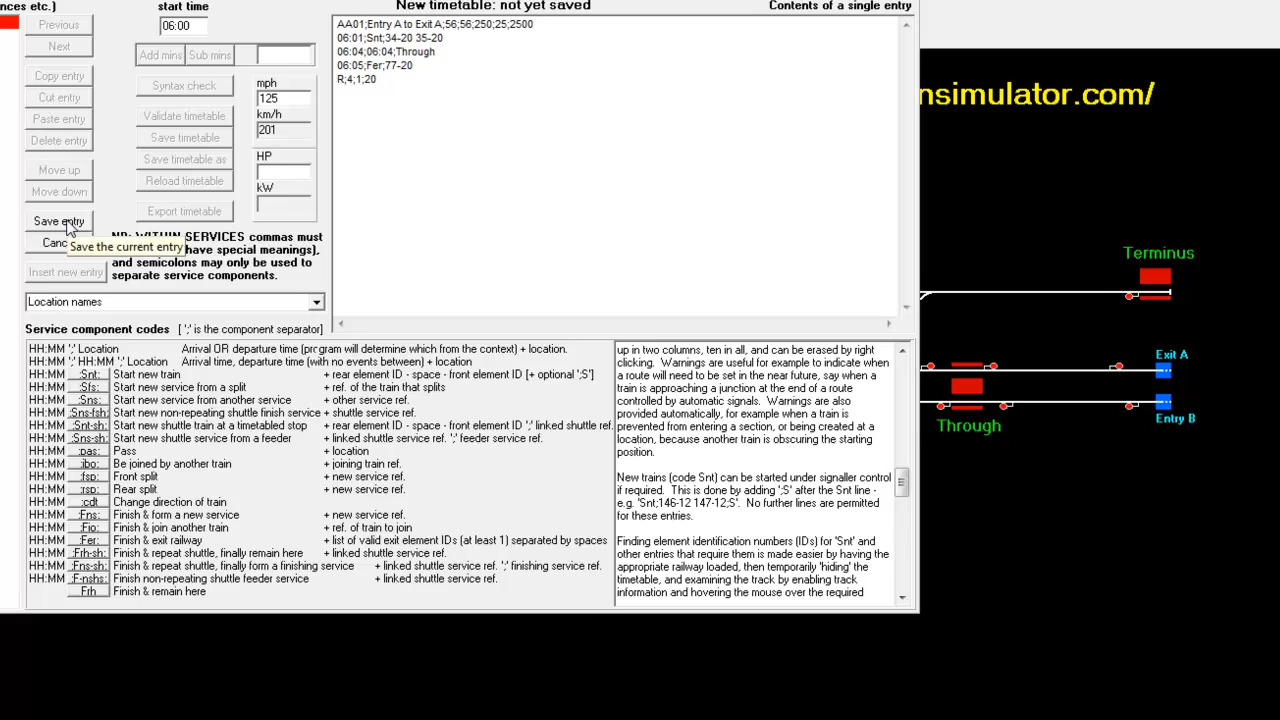 nces etc.)
start time
New timetable: not yet saved
Contents of a single entry
Previous
Next
06:00
Add mins
Sub mins
Copy entry
Cut entry
Paste entry
Delete entry
Move up
Move down
Save entry
Save the current entry
Insert new entry
Syntax check
Validate timetable
Save timetable
Save timetable as
Reload timetable
Export timetable
mph
125
km/h
201
HP
kW
SERVICES commas must
have special meanings),
and semicolons may only be used to
separate service components.
AA01;Entry A to Exit A;56;56;250;25;2500
06:01;Snt;34-20 35-20
06:04;06:04;Through
06:05;Fer;77-20
R;4;1;20
Location names
Service component codes [ ';' is the component separator]
HH:MM ';' Location Arrival OR departure time (program will determine which from the context) + location.
HH:MM ';' HH:MM ';' Location Arrival time, departure time (with no events between) + location
HH:MM ;Snt; Start new train + rear element ID - space - front element ID [+ optional ';S']
HH:MM ;Sfs; Start new service from a split + ref. of the train that splits
HH:MM ;Sns; Start new service from another service + other service ref.
HH:MM ;Sns-fsh; Start new non-repeating shuttle finish service + shuttle service ref.
HH:MM ;Snt-sh; Start new shuttle train at a timetabled stop + rear element ID - space - front element ID ';' linked shuttle ref.
HH:MM ;Sns-sh; Start new shuttle service from a feeder + linked shuttle service ref. ';' feeder service ref.
HH:MM ;pas; Pass + location
HH:MM ;jbo; Be joined by another train + joining train ref.
HH:MM ;fsp; Front split + new service ref.
HH:MM ;rsp; Rear split + new service ref.
HH:MM ;cdt Change direction of train
HH:MM ;Fns; Finish & form a new service + new service ref.
HH:MM ;Fjo; Finish & join another train + ref. of train to join
HH:MM ;Fer; Finish & exit railway + list of valid exit element IDs (at least 1) separated by spaces
HH:MM ;Frh-sh; Finish & repeat shuttle, finally remain here + linked shuttle service ref.
HH:MM ;Fns-sh; Finish & repeat shuttle, finally form a finishing service + linked shuttle service ref. ';' finishing service ref.
HH:MM ;F-nshs; Finish non-repeating shuttle feeder service + linked shuttle service ref.
Frh Finish & remain here
up in two columns, ten in all, and can be erased by right
clicking. Warnings are useful for example to indicate when
a route will need to be set in the near future, say when a
train is approaching a junction at the end of a route
controlled by automatic signals. Warnings are also
provided automatically, for example when a train is
prevented from entering a section, or being created at a
location, because another train is obscuring the starting
position.
New trains (code Snt) can be started under signaller control
if required. This is done by adding ';S' after the Snt line -
e.g. 'Snt;146-12 147-12;S'. No further lines are permitted
for these entries.
Finding element identification numbers (IDs) for 'Snt' and
other entries that require them is made easier by having the
appropriate railway loaded, then temporarily 'hiding' the
timetable, and examining the track by enabling track
information and hovering the mouse over the required
nsimulator.com/
Terminus
Exit A
Entry B
Through